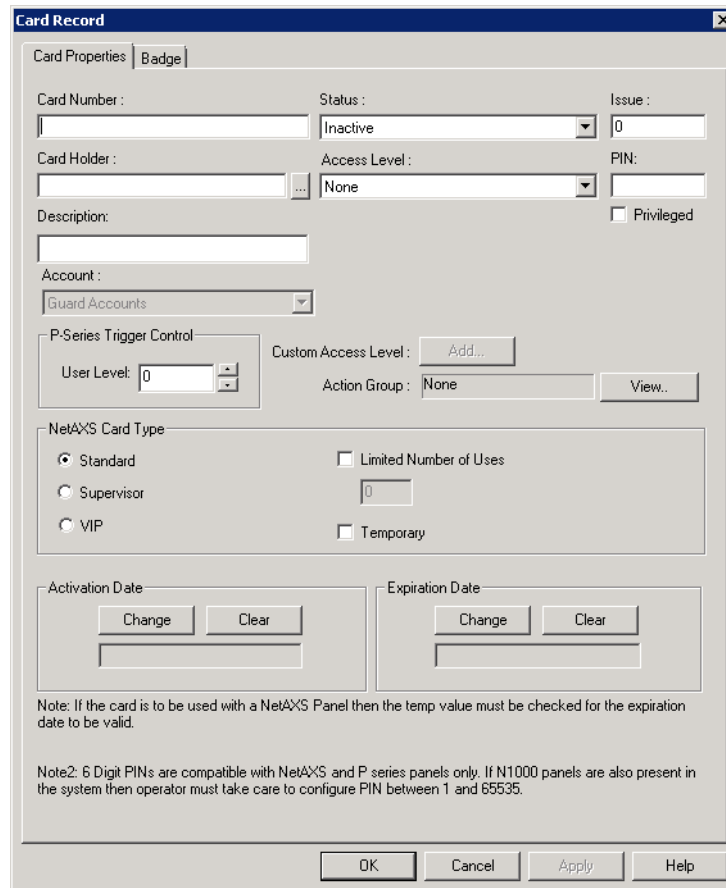 Card Record
Card Properties
Badge
Card Number :
Status :
Issue :
Inactive
0
Card Holder :
Access Level :
PIN:
...
None
Description:
Privileged
Account :
Guard Accounts
P-Series Trigger Control
User Level: 0
Custom Access Level : Add...
Action Group : None
View..
NetAXS Card Type
Standard
Limited Number of Uses
Supervisor
0
VIP
Temporary
Activation Date
Expiration Date
Change
Clear
Change
Clear
Note: If the card is to be used with a NetAXS Panel then the temp value must be checked for the expiration
date to be valid.
Note2: 6 Digit PINs are compatible with NetAXS and P series panels only. If N1000 panels are also present in
the system then operator must take care to configure PIN between 1 and 65535.
OK
Cancel
Apply
Help